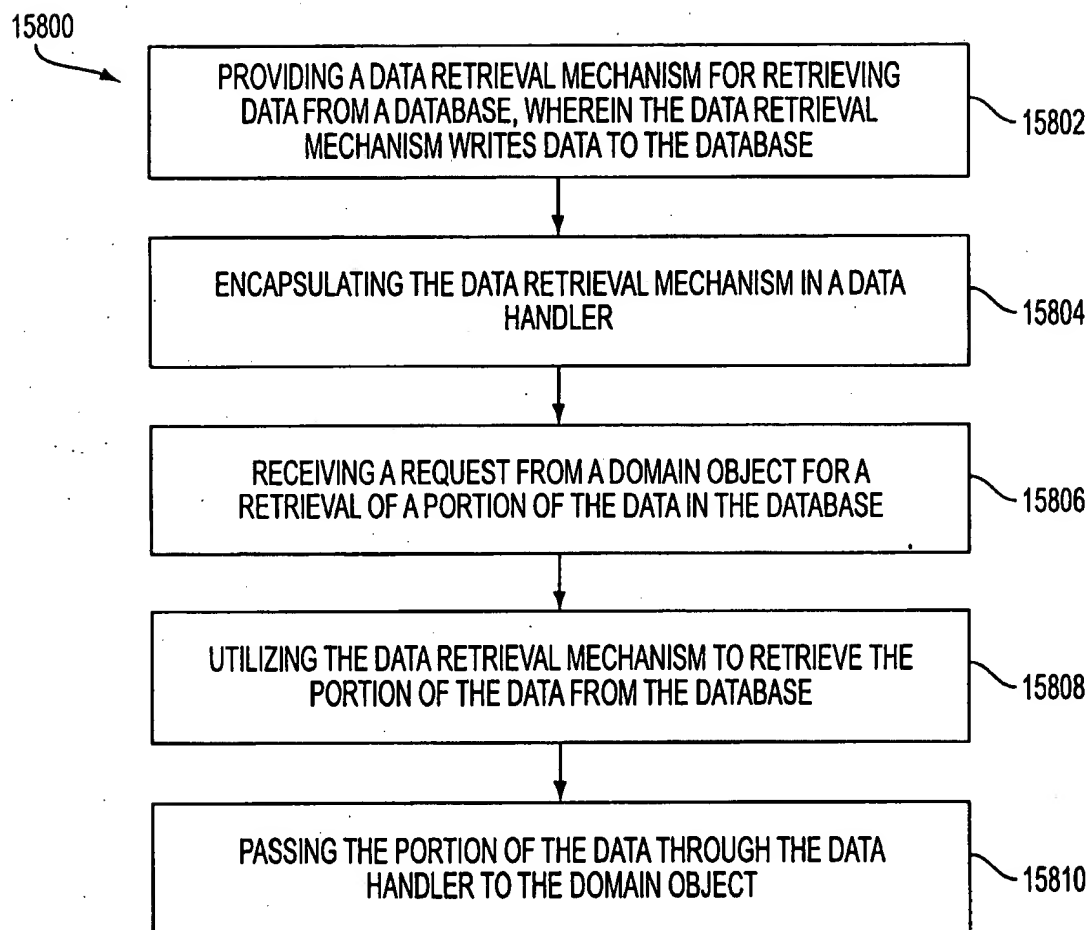 15800
PROVIDING A DATA RETRIEVAL MECHANISM FOR RETRIEVING
DATA FROM A DATABASE, WHEREIN THE DATA RETRIEVAL
MECHANISM WRITES DATA TO THE DATABASE
15802
ENCAPSULATING THE DATA RETRIEVAL MECHANISM IN A DATA
HANDLER
15804
RECEIVING A REQUEST FROM A DOMAIN OBJECT FOR A
RETRIEVAL OF A PORTION OF THE DATA IN THE DATABASE
15806
UTILIZING THE DATA RETRIEVAL MECHANISM TO RETRIEVE THE
PORTION OF THE DATA FROM THE DATABASE
15808
PASSING THE PORTION OF THE DATA THROUGH THE DATA
HANDLER TO THE DOMAIN OBJECT
15810